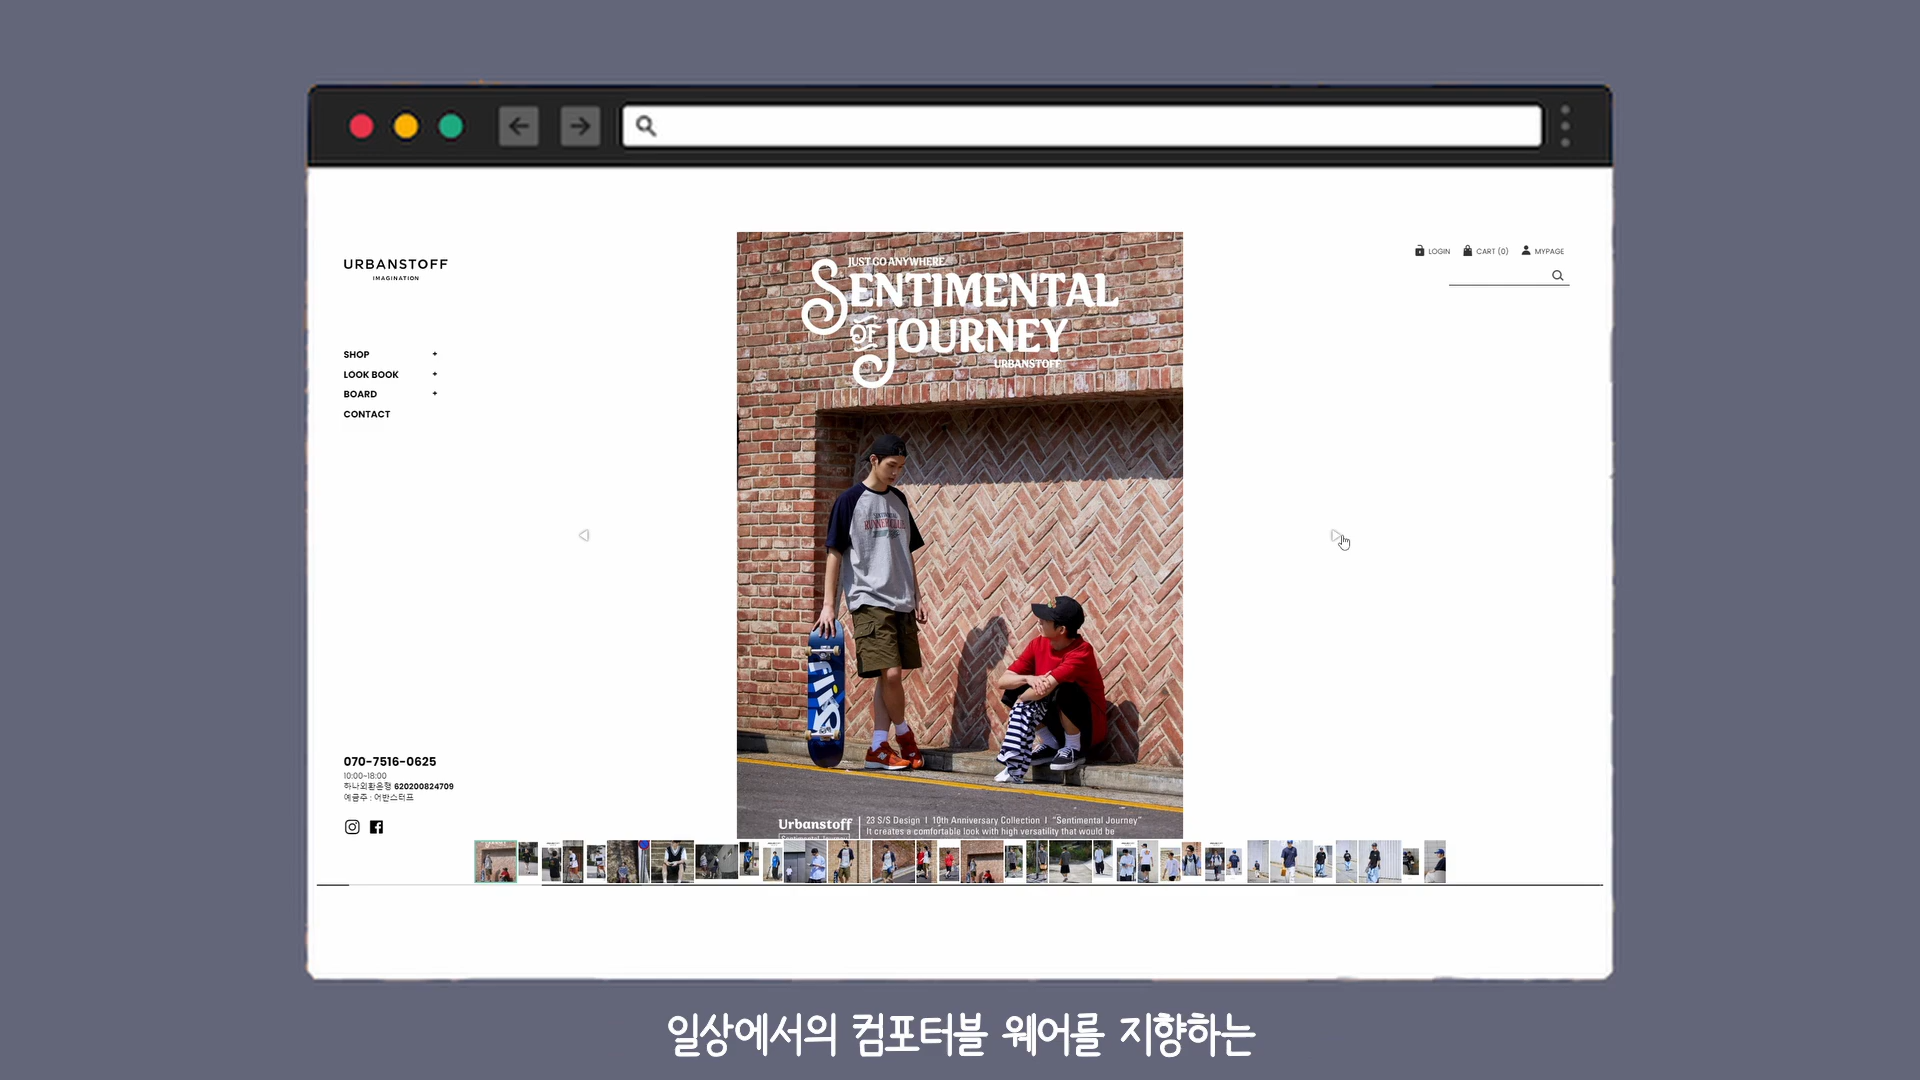 URBANSTOFF
IMAGINATION
LOGIN
CART (0)
MYPAGE
SHOP +
LOOK BOOK +
BOARD +
CONTACT
JUST GO ANYWHERE
SENTIMENTAL
OF JOURNEY
URBANSTOFF
Urbanstoff
Sentimental Journey
23 S/S Design I 10th Anniversary Collection I "Sentimental Journey"
It creates a comfortable look with high versatility that would be
070-7516-0625
10:00~18:00
하나외환은행 620200824709
예금주 : 어반스터프
일상에서의 컴포터블 웨어를 지향하는